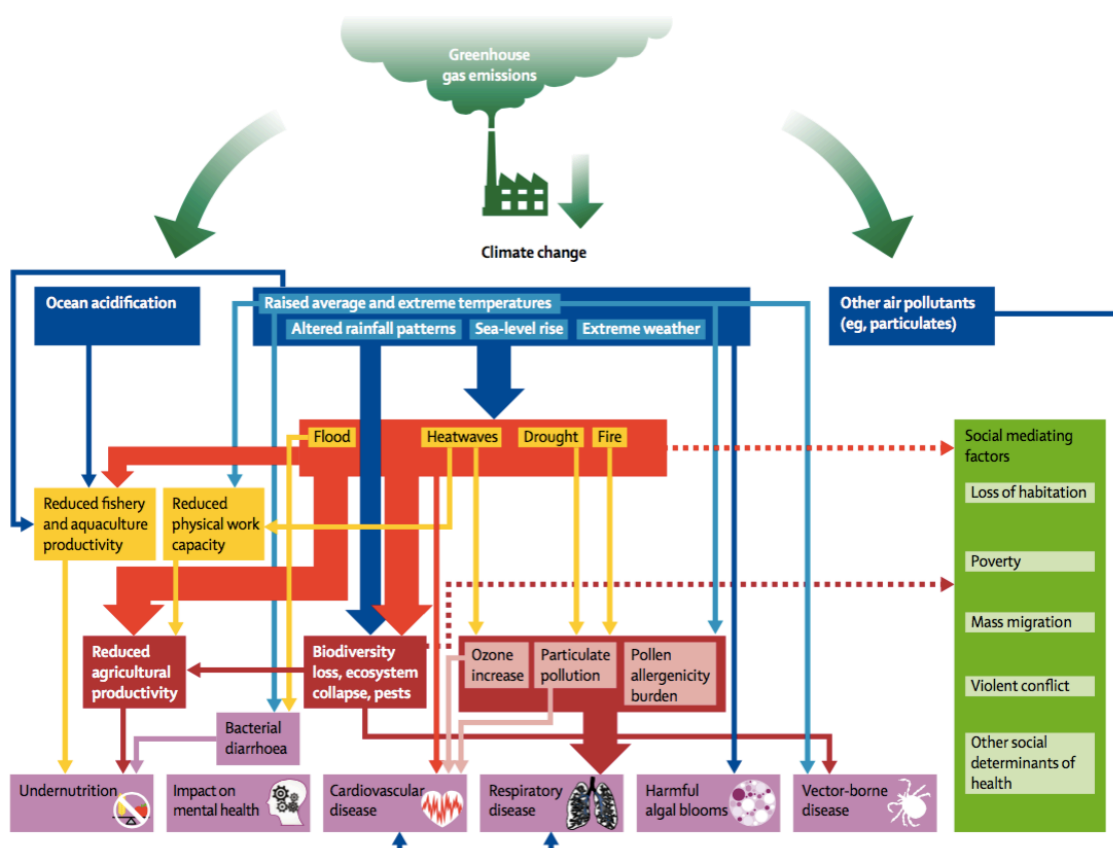 Greenhouse
gas emissions
Climate change
Ocean acidification
Raised average and extreme temperatures
Altered rainfall patterns
Sea-level rise
Extreme weather
Other air pollutants
(eg, particulates)
Flood
Heatwaves
Drought
Fire
Social mediating
factors
Loss of habitation
Poverty
Mass migration
Violent conflict
Other social
determinants of
health
Reduced fishery
and aquaculture
productivity
Reduced
physical work
capacity
Reduced
agricultural
productivity
Biodiversity
loss, ecosystem
collapse, pests
Ozone
increase
Particulate
pollution
Pollen
allergenicity
burden
Bacterial
diarrhoea
Undernutrition
Impact on
mental health
Cardiovascular
disease
Respiratory
disease
Harmful
algal blooms
Vector-borne
disease